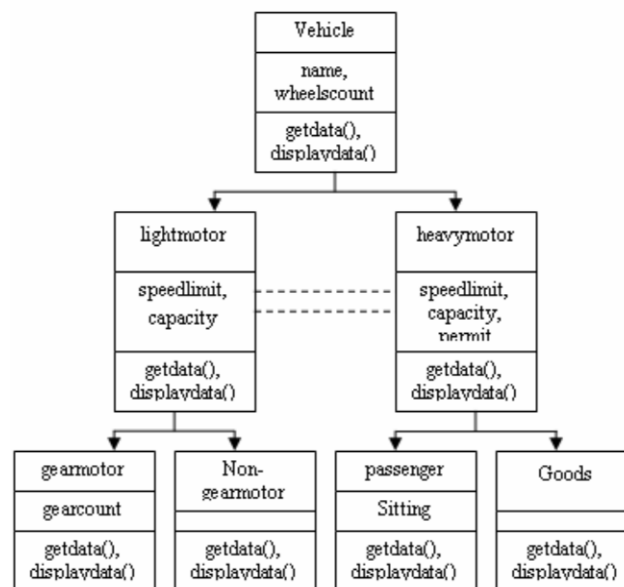 Vehicle
name,
wheelscount
getdata(),
displaydata()
lightmotor
speedlimit,
capacity
getdata(),
displaydata()
heavymotor
speedlimit,
capacity,
permit
getdata(),
displaydata()
gearmotor
gearcount
getdata(),
displaydata()
Non-
gearmotor
getdata(),
displaydata()
passenger
Sitting
getdata(),
displaydata()
Goods
getdata(),
displaydata()